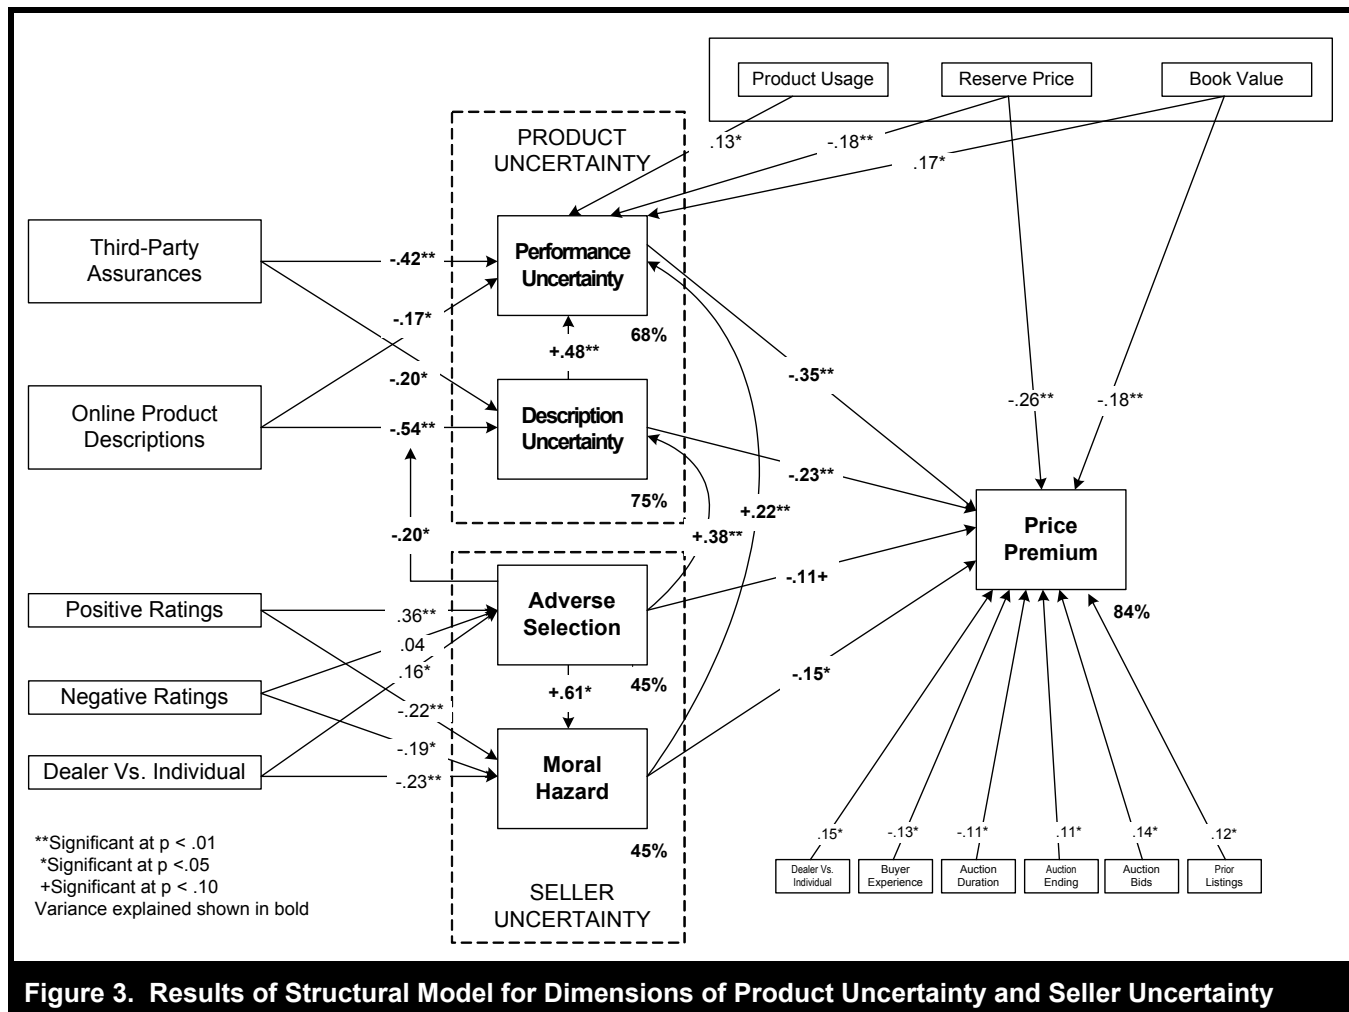 Product Usage
Reserve Price
Book Value
PRODUCT
UNCERTAINTY
.13*
-.18**
.17*
Third-Party
Assurances
-.42**
Performance
Uncertainty
-.17*
68%
+.48**
-.35**
-.20*
-.26**
-.18**
Online Product
Descriptions
-.54**
Description
Uncertainty
-.23**
75%
+.22**
-.20*
+.38**
Price
Premium
84%
-.11+
Positive Ratings
.36**
Adverse
Selection
.04
.16*
45%
Negative Ratings
+.61*
-.15*
-.22**
-.19*
Dealer Vs. Individual
-.23**
Moral
Hazard
45%
SELLER
UNCERTAINTY
.15*
-.13*
-.11*
.11*
.14*
.12*
Dealer Vs.
Individual
Buyer
Experience
Auction
Duration
Auction
Ending
Auction
Bids
Prior
Listings
**Significant at p < .01
*Significant at p <.05
+Significant at p < .10
Variance explained shown in bold
Figure 3. Results of Structural Model for Dimensions of Product Uncertainty and Seller Uncertainty